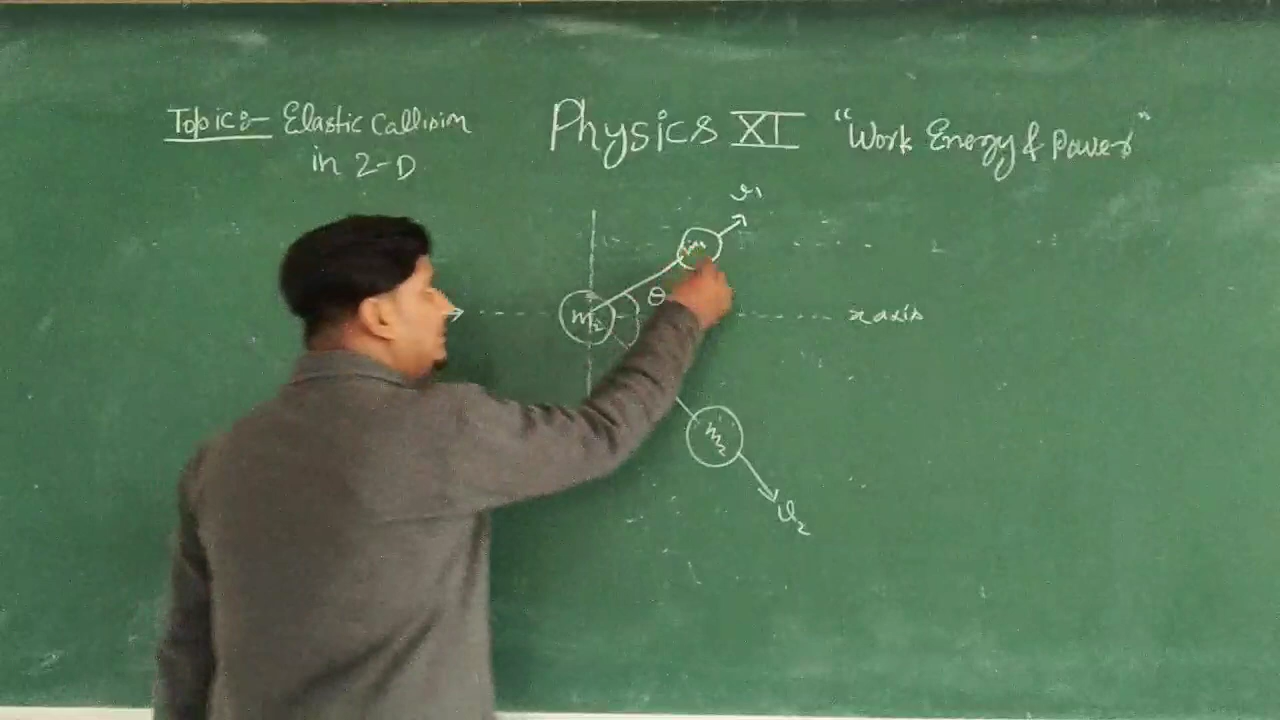 Topic:- Elastic Callision
in 2-D
Physics XI "Work Energy & Power"
v1
θ
m2
x axis
m2
v2